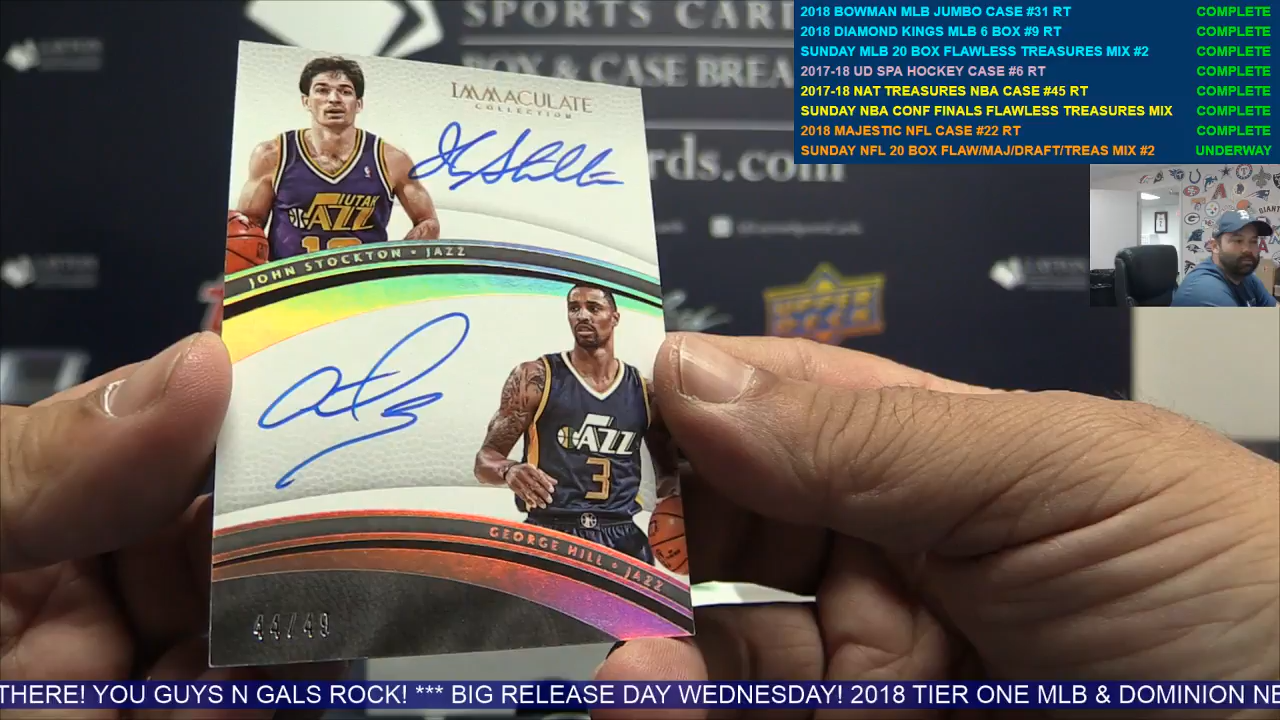 SPORTS CAR
BOX & CASE BREA
rds.com
2018 BOWMAN MLB JUMBO CASE #31 RT COMPLETE
2018 DIAMOND KINGS MLB 6 BOX #9 RT COMPLETE
SUNDAY MLB 20 BOX FLAWLESS TREASURES MIX #2 COMPLETE
2017-18 UD SPA HOCKEY CASE #6 RT COMPLETE
2017-18 NAT TREASURES NBA CASE #45 RT COMPLETE
SUNDAY NBA CONF FINALS FLAWLESS TREASURES MIX COMPLETE
2018 MAJESTIC NFL CASE #22 RT COMPLETE
SUNDAY NFL 20 BOX FLAW/MAJ/DRAFT/TREAS MIX #2 UNDERWAY
IMMACULATE
COLLECTION
UTAH
JAZZ
JOHN STOCKTON • JAZZ
JAZZ
3
GEORGE HILL • JAZZ
44/49
THERE! YOU GUYS N GALS ROCK! *** BIG RELEASE DAY WEDNESDAY! 2018 TIER ONE MLB & DOMINION NE